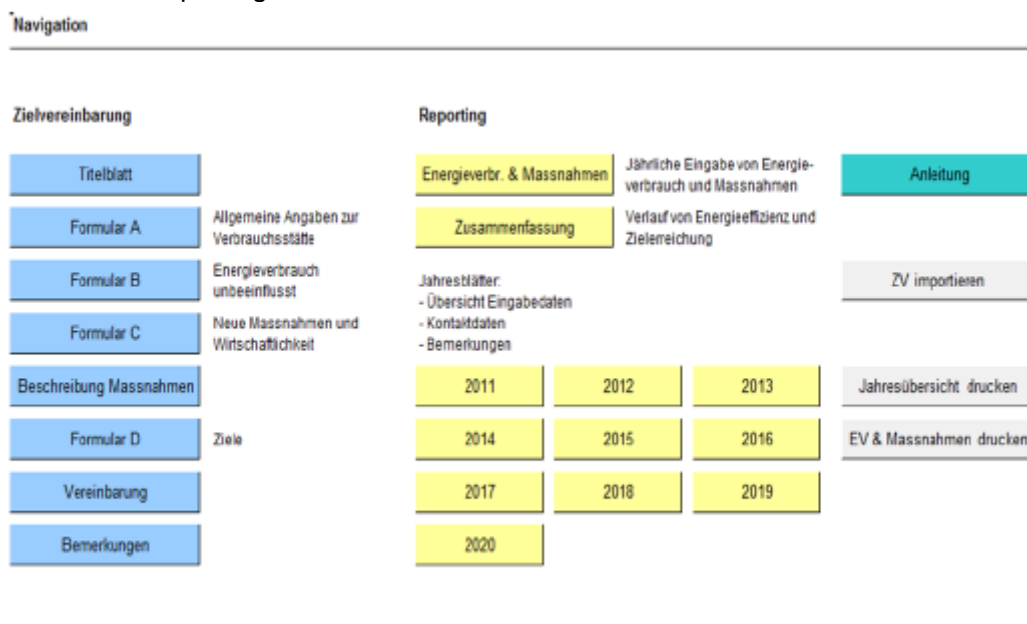 Navigation
Zielvereinbarung
Reporting
Titelblatt
Energieverbr. & Massnahmen
Jährliche Eingabe von Energie-
verbrauch und Massnahmen
Anleitung
Formular A
Allgemeine Angaben zur
Verbrauchsstätte
Zusammenfassung
Verlauf von Energieeffizienz und
Zielerreichung
Formular B
Energieverbrauch
unbeeinflusst
Jahresblätter:
- Übersicht Eingabedaten
- Kontaktdaten
- Bemerkungen
ZV importieren
Formular C
Neue Massnahmen und
Wirtschaftlichkeit
Beschreibung Massnahmen
2011
2012
2013
Jahresübersicht drucken
Formular D
Ziele
2014
2015
2016
EV & Massnahmen drucken
Vereinbarung
2017
2018
2019
Bemerkungen
2020